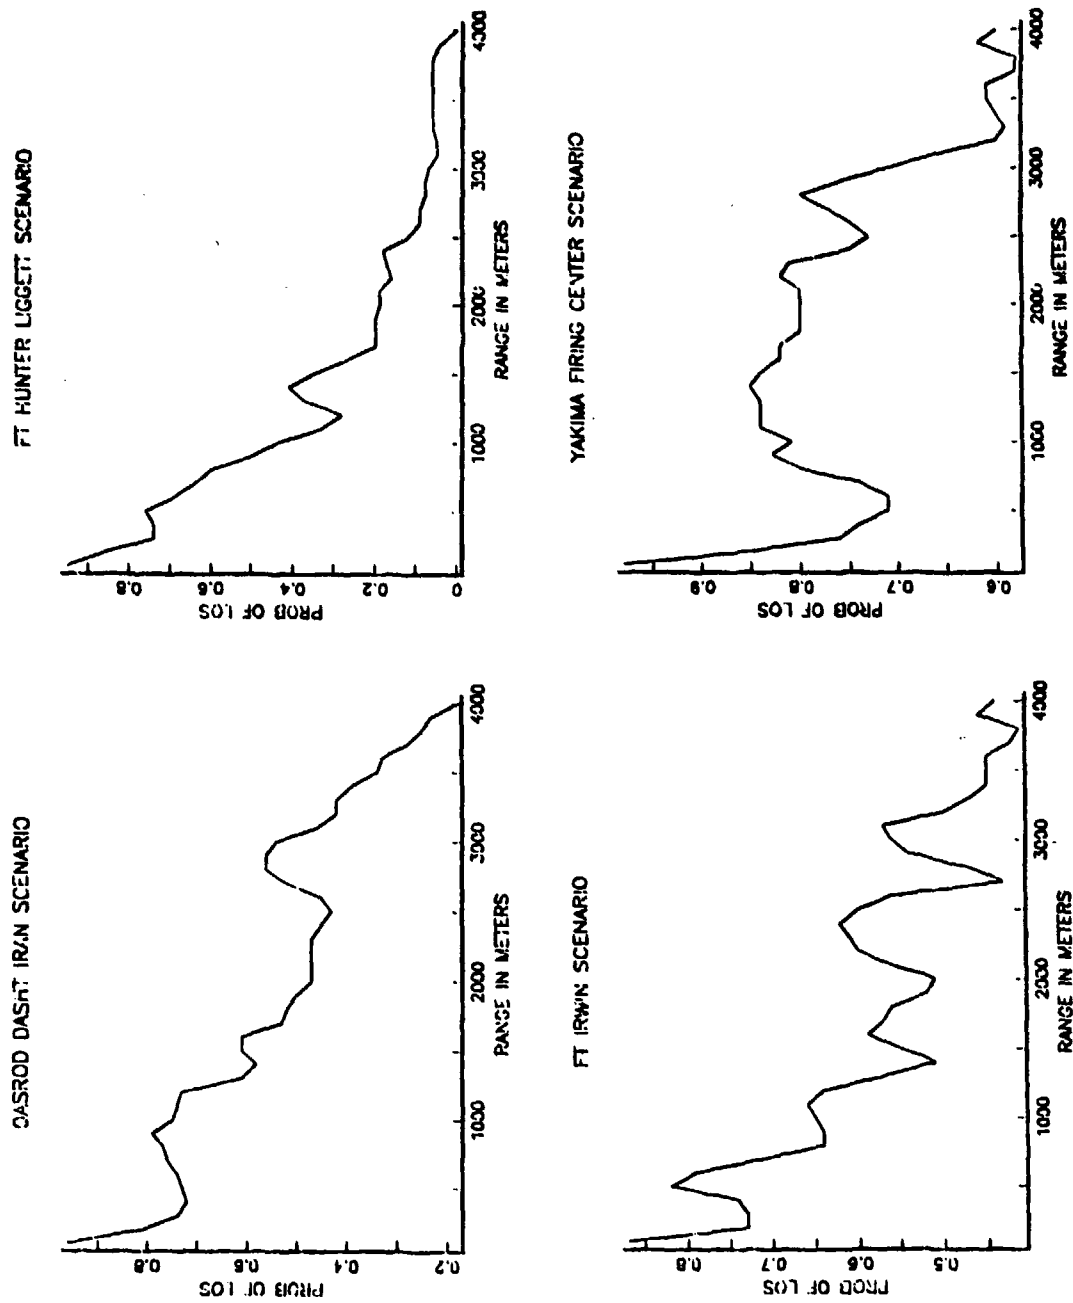 DASROD DASHT IRAN SCENARIO
PROB OF LOS
0.8
0.6
0.4
0.2
1000
2000
3000
4000
RANGE IN METERS
FT HUNTER LIGGETT SCENARIO
PROB OF LOS
0.8
0.6
0.4
0.2
0
1000
2000
3000
4000
RANGE IN METERS
FT IRWIN SCENARIO
PROB OF LOS
0.8
0.7
0.6
0.5
1000
2000
3000
4000
RANGE IN METERS
YAKIMA FIRING CENTER SCENARIO
PROB OF LOS
0.9
0.8
0.7
0.6
1000
2000
3000
4000
RANGE IN METERS